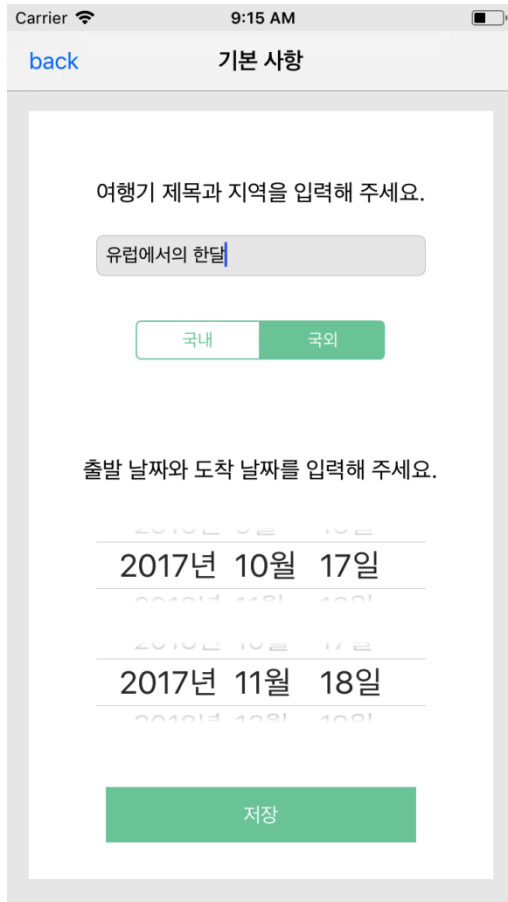 Carrier 9:15 AM
back 기본 사항
여행기 제목과 지역을 입력해 주세요.
유럽에서의 한달
국내 국외
출발 날짜와 도착 날짜를 입력해 주세요.
2017년 10월 17일
2017년 11월 18일
저장